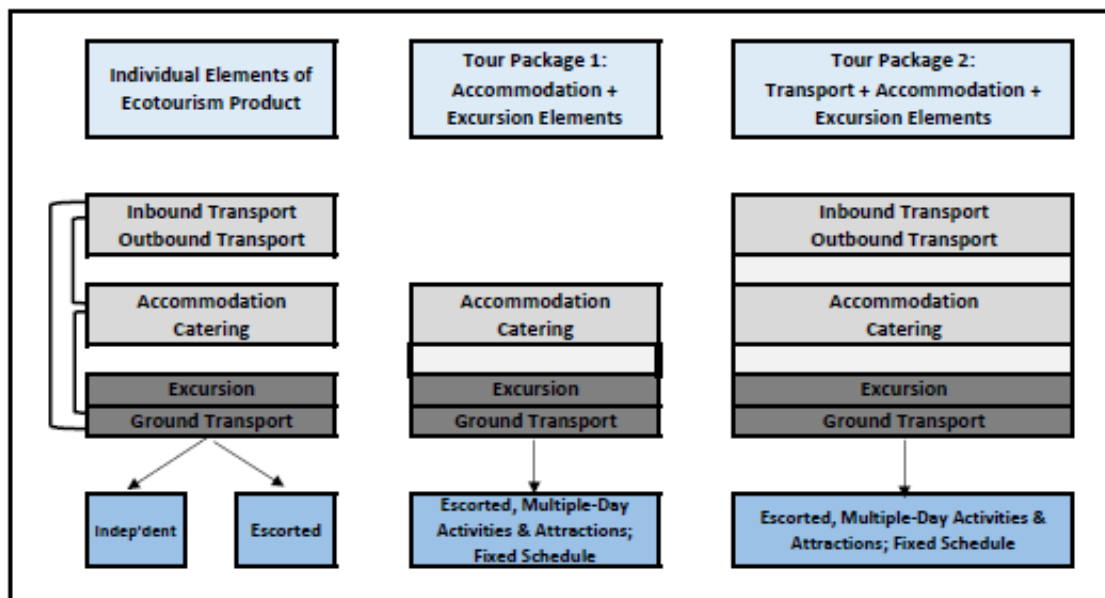 Individual Elements of
Ecotourism Product
Tour Package 1:
Accommodation +
Excursion Elements
Tour Package 2:
Transport + Accommodation +
Excursion Elements
Inbound Transport
Outbound Transport
Accommodation
Catering
Excursion
Ground Transport
Accommodation
Catering
Excursion
Ground Transport
Inbound Transport
Outbound Transport
Accommodation
Catering
Excursion
Ground Transport
Indep'dent
Escorted
Escorted, Multiple-Day
Activities & Attractions;
Fixed Schedule
Escorted, Multiple-Day Activities &
Attractions; Fixed Schedule